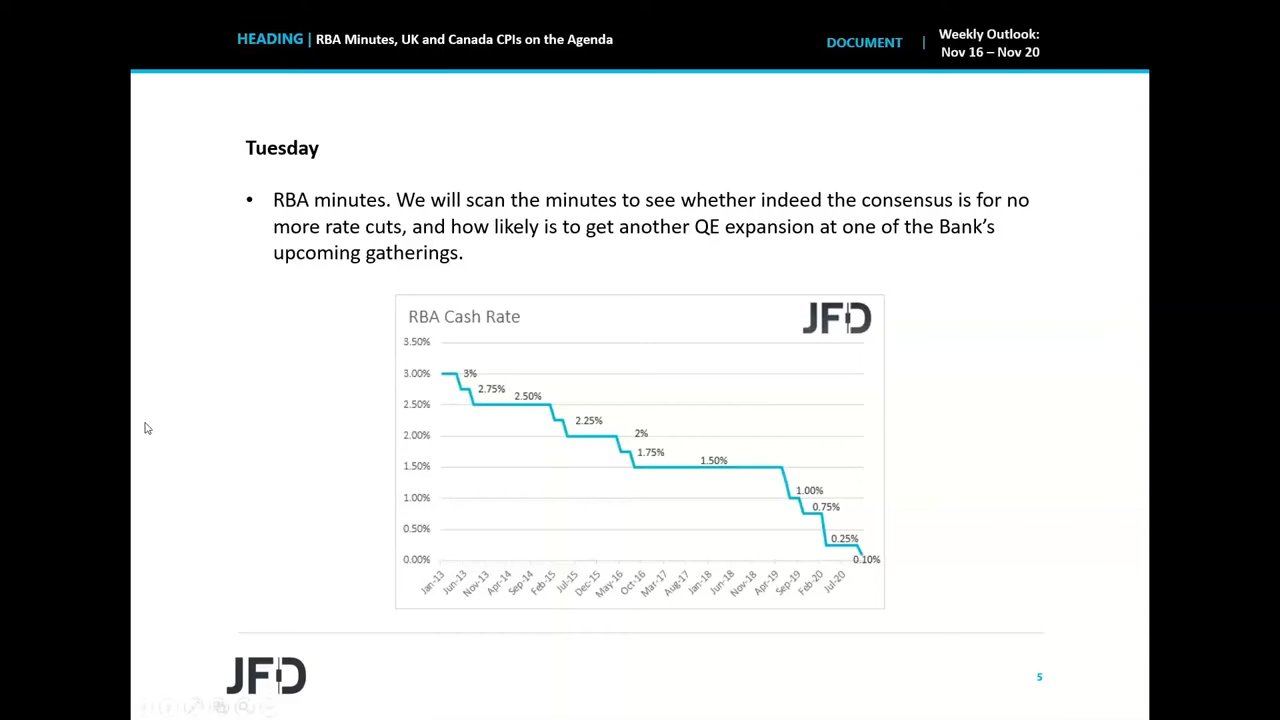 HEADING | RBA Minutes, UK and Canada CPIs on the Agenda
DOCUMENT | Weekly Outlook:
Nov 16 – Nov 20
Tuesday
• RBA minutes. We will scan the minutes to see whether indeed the consensus is for no
more rate cuts, and how likely is to get another QE expansion at one of the Bank’s
upcoming gatherings.
RBA Cash Rate
JFD
3.50%
3.00%
2.50%
2.00%
1.50%
1.00%
0.50%
0.00%
3%
2.75%
2.50%
2.25%
2%
1.75%
1.50%
1.00%
0.75%
0.25%
0.10%
Jan-13 Jun-13 Nov-13 Apr-14 Sep-14 Feb-15 Jul-15 Dec-15 May-16 Oct-16 Mar-17 Aug-17 Jan-18 Jun-18 Nov-18 Apr-19 Sep-19 Feb-20 Jul-20
JFD
5